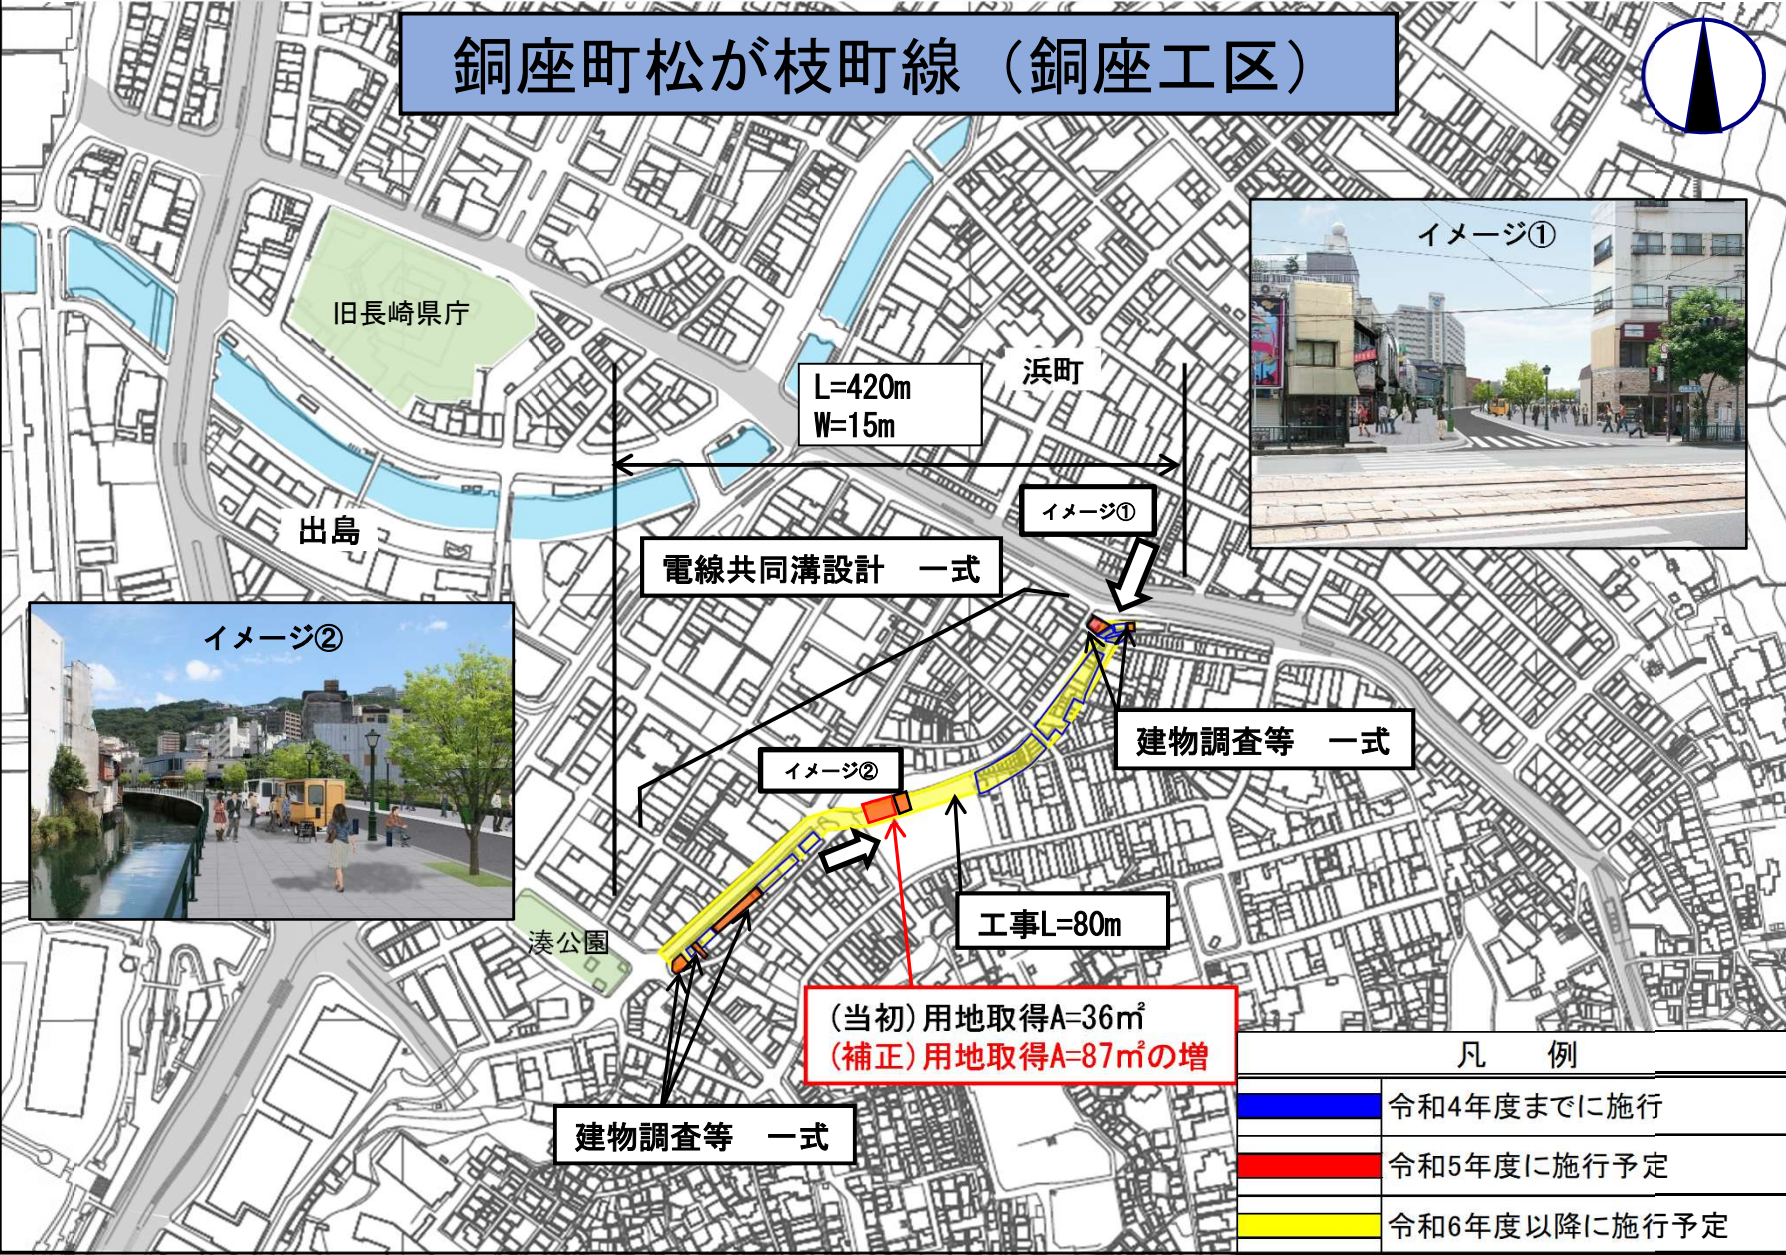 銅座町松が枝町線（銅座工区）
イメージ①
旧長崎県庁
浜町
L=420m
W=15m
イメージ①
出島
電線共同溝設計　一式
イメージ②
建物調査等　一式
イメージ②
工事L=80m
湊公園
(当初)用地取得A=36㎡
(補正)用地取得A=87㎡の増
建物調査等　一式
凡　例
令和4年度までに施行
令和5年度に施行予定
令和6年度以降に施行予定